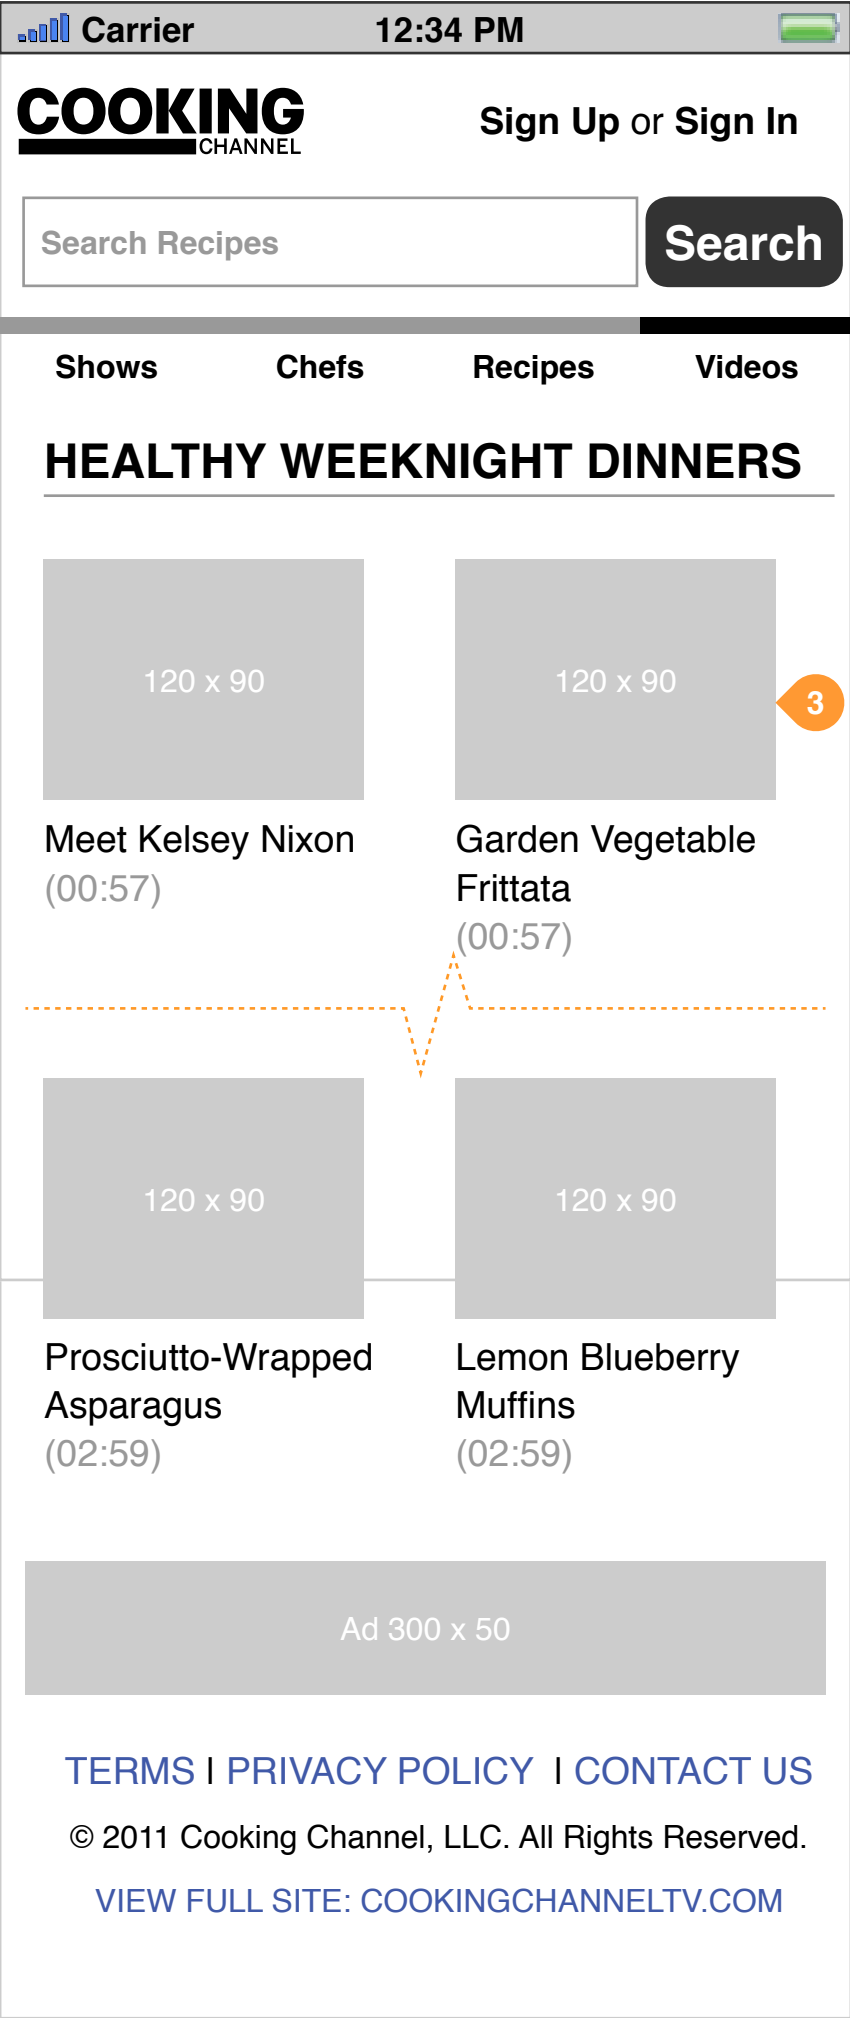 Carrier 12:34 PM
COOKING
CHANNEL
Sign Up or Sign In
Search Recipes Search
Shows Chefs Recipes Videos
HEALTHY WEEKNIGHT DINNERS
120 x 90 120 x 90
3
Meet Kelsey Nixon
(00:57)
Garden Vegetable
Frittata
(00:57)
120 x 90 120 x 90
Prosciutto-Wrapped
Asparagus
(02:59)
Lemon Blueberry
Muffins
(02:59)
Ad 300 x 50
TERMS | PRIVACY POLICY | CONTACT US
© 2011 Cooking Channel, LLC. All Rights Reserved.
VIEW FULL SITE: COOKINGCHANNELTV.COM